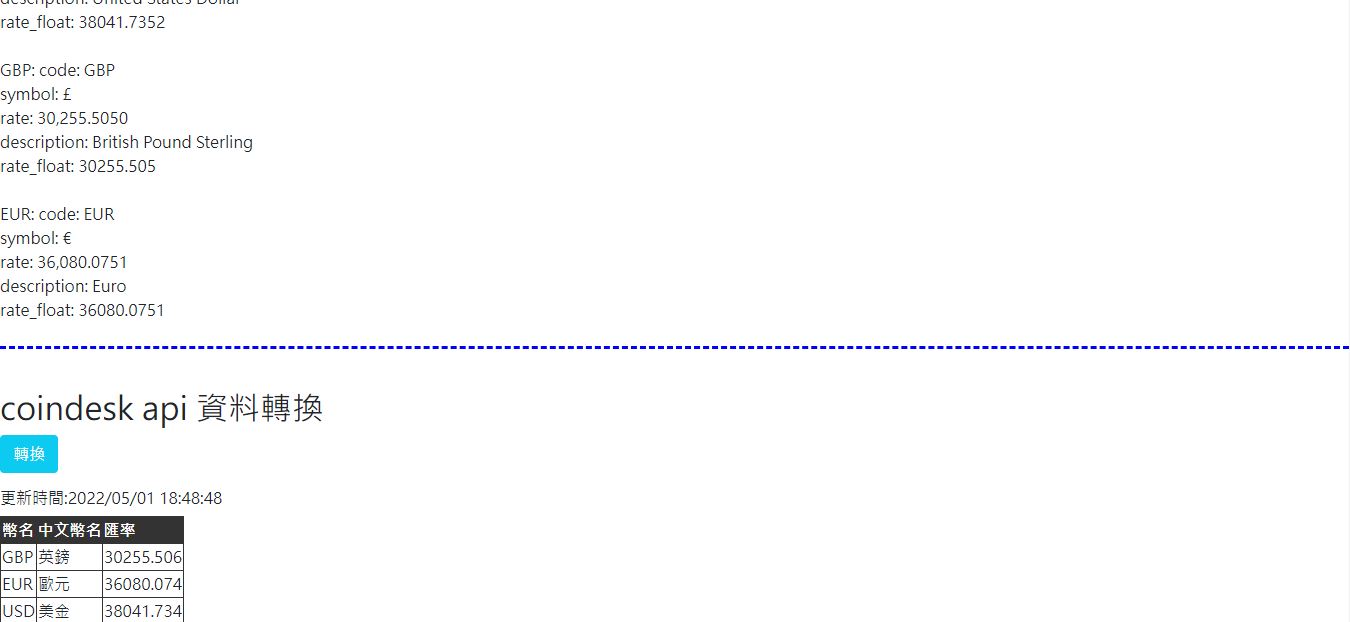 description: United States Dollar
rate_float: 38041.7352
GBP: code: GBP
symbol: £
rate: 30,255.5050
description: British Pound Sterling
rate_float: 30255.505
EUR: code: EUR
symbol: €
rate: 36,080.0751
description: Euro
rate_float: 36080.0751
coindesk api 資料轉換
轉換
更新時間:2022/05/01 18:48:48
幣名 中文幣名 匯率
GBP 英鎊 30255.506
EUR 歐元 36080.074
USD 美金 38041.734